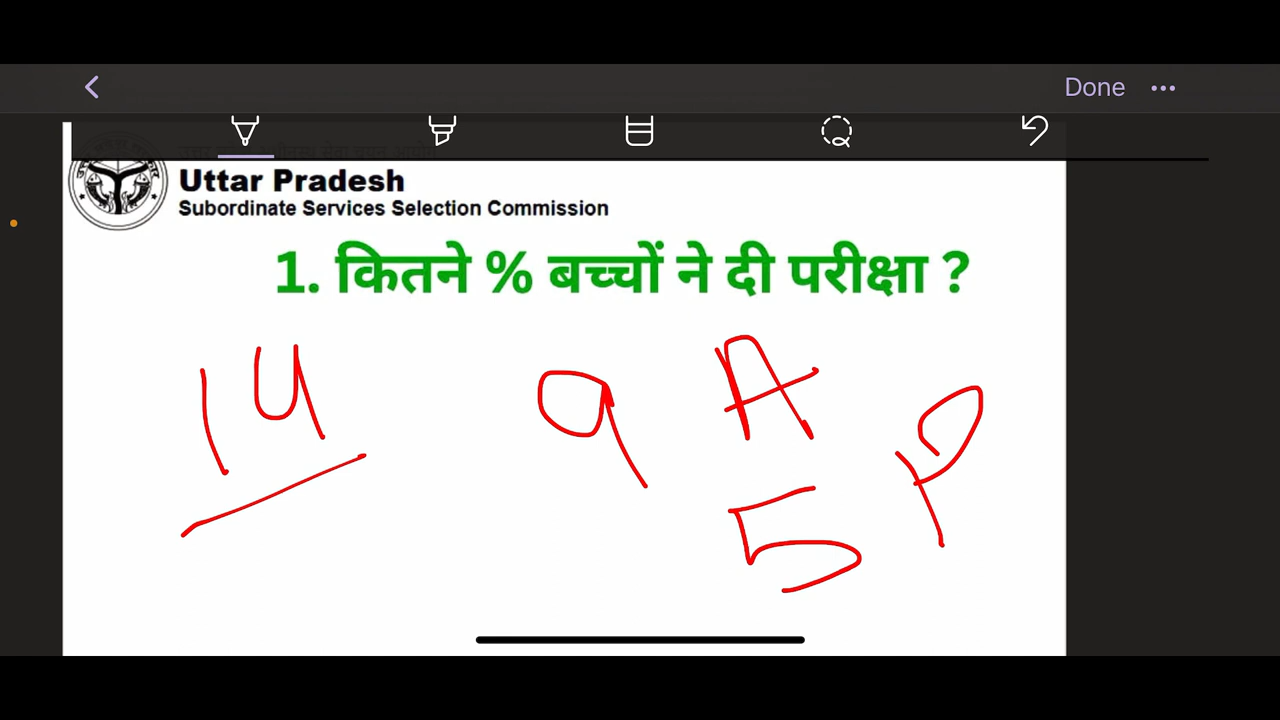 Done
Uttar Pradesh
Subordinate Services Selection Commission
1. कितने % बच्चों ने दी परीक्षा ?
14 9 A
5 P